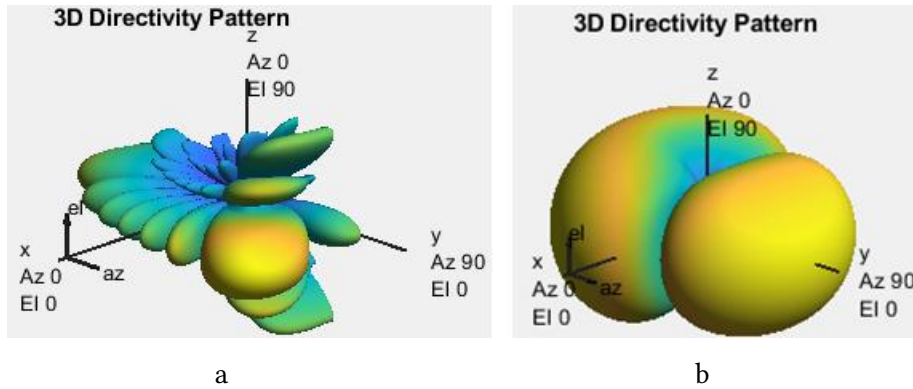 3D Directivity Pattern
z
Az 0
El 90
el
x
Az 0
El 0
az
y
Az 90
El 0
a
3D Directivity Pattern
z
Az 0
El 90
el
x
Az 0
El 0
az
y
Az 90
El 0
b